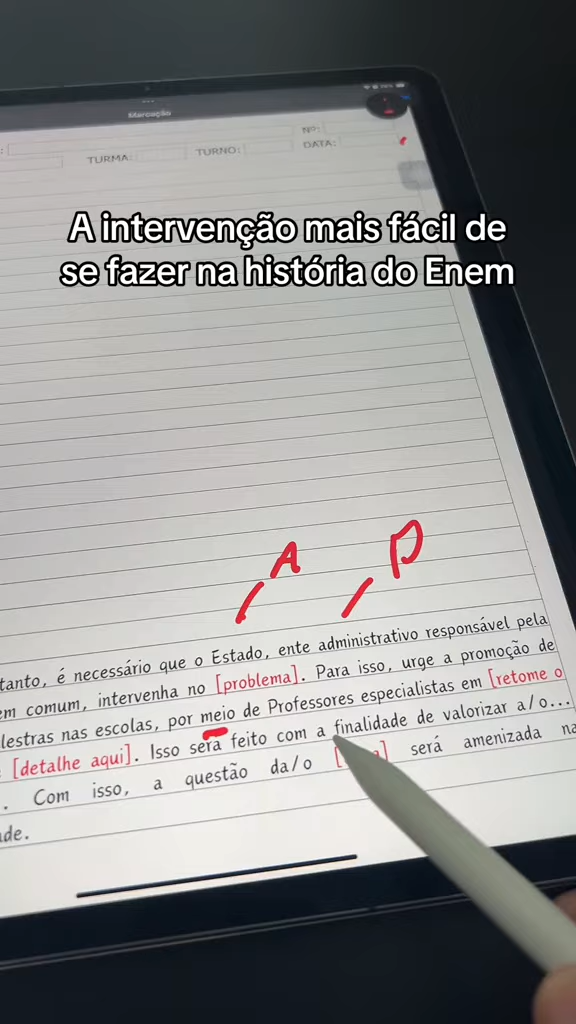 Marcação
Nº:
TURMA: TURNO: DATA:
A intervenção mais fácil de
se fazer na história do Enem
A D
tanto, é necessário que o Estado, ente administrativo responsável pela
em comum, intervenha no [problema]. Para isso, urge a promoção de
lestras nas escolas, por meio de Professores especialistas em [retome o
[detalhe aqui]. Isso será feito com a finalidade de valorizar a/o...
. Com isso, a questão da/o [ ] será amenizada na
de.